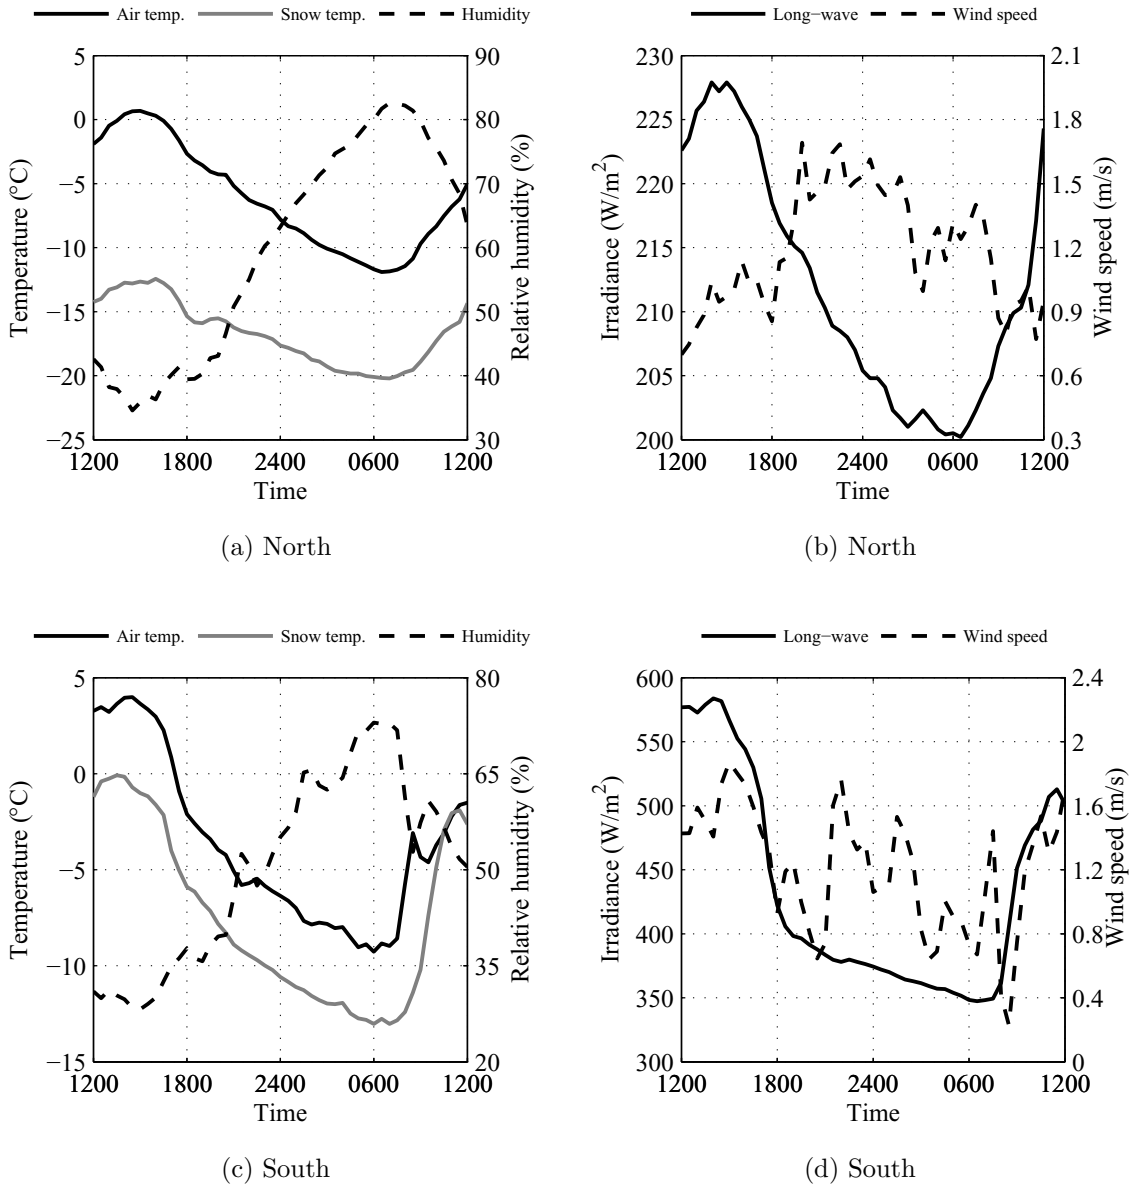 Air temp. Snow temp. Humidity
5 90
0 80
−5 70
−10 60
−15 50
−20 40
−25 30
Temperature (°C)
Relative humidity (%)
1200 1800 2400 0600 1200
Time
(a) North
Long−wave Wind speed
230 2.1
225 1.8
220 1.5
215 1.2
210 0.9
205 0.6
200 0.3
Irradiance (W/m²)
Wind speed (m/s)
1200 1800 2400 0600 1200
Time
(b) North
Air temp. Snow temp. Humidity
5 80
0 65
−5 50
−10 35
−15 20
Temperature (°C)
Relative humidity (%)
1200 1800 2400 0600 1200
Time
(c) South
Long−wave Wind speed
600 2.4
550 2
500 1.6
450 1.2
400 0.8
350 0.4
300 0
Irradiance (W/m²)
Wind speed (m/s)
1200 1800 2400 0600 1200
Time
(d) South